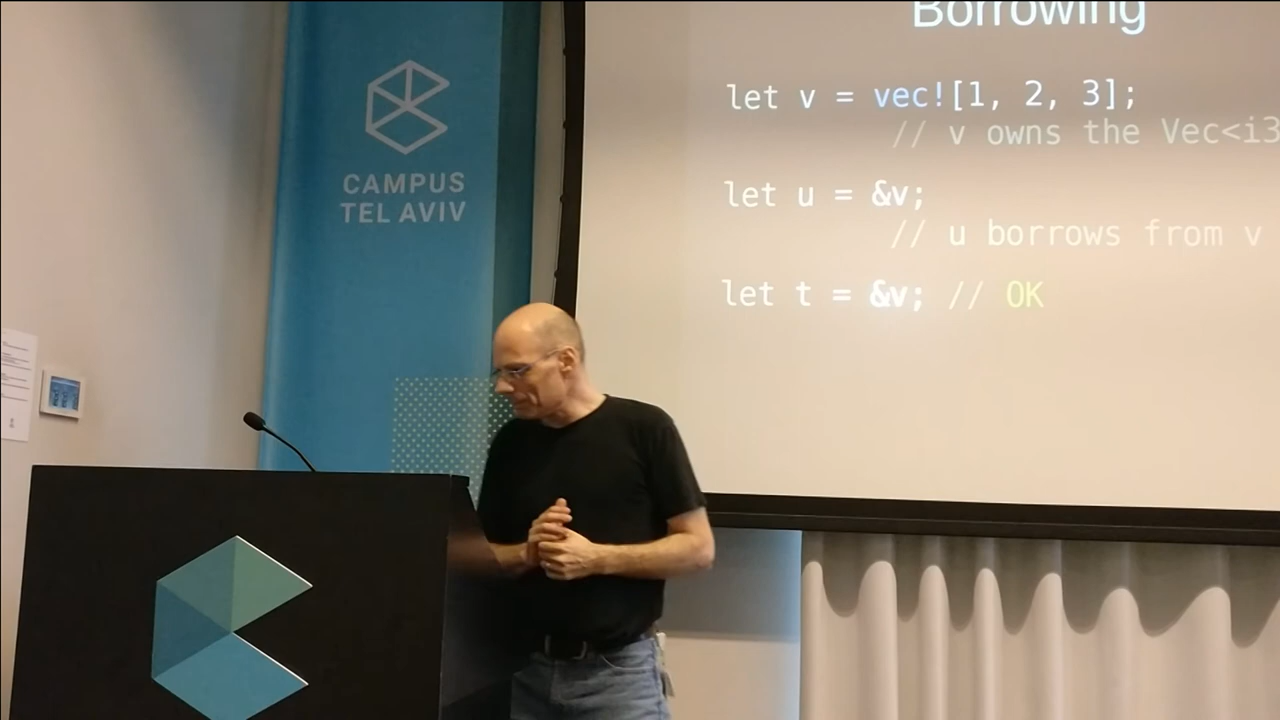 CAMPUS
TEL AVIV
Borrowing
let v = vec![1, 2, 3];
// v owns the Vec<i3
let u = &v;
// u borrows from v
let t = &v; // OK